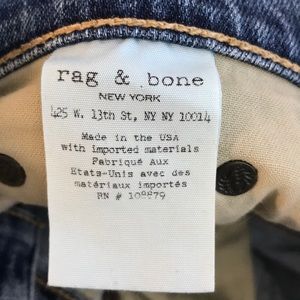 rag & bone
NEW YORK
425 W. 13th St, NY NY 10014
Made in the USA
with imported materials
Fabriqué Aux
Etats-Unis avec des
matériaux importés
RN # 108879